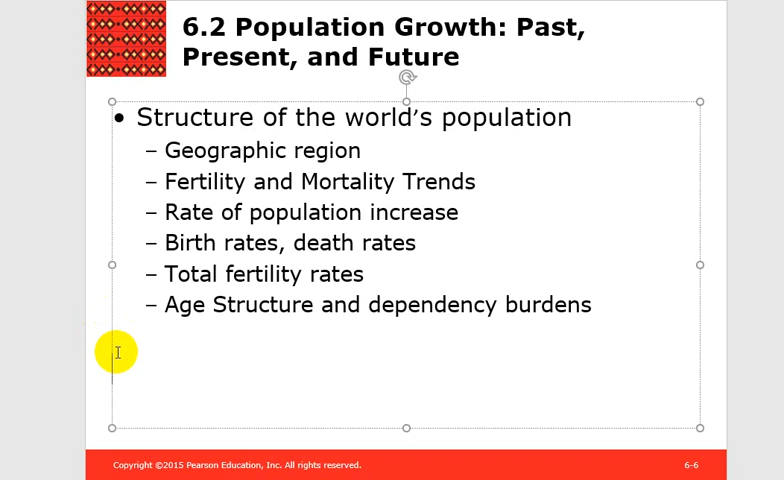 6.2 Population Growth: Past,
Present, and Future
• Structure of the world's population
– Geographic region
– Fertility and Mortality Trends
– Rate of population increase
– Birth rates, death rates
– Total fertility rates
– Age Structure and dependency burdens
Copyright ©2015 Pearson Education, Inc. All rights reserved.
6-6